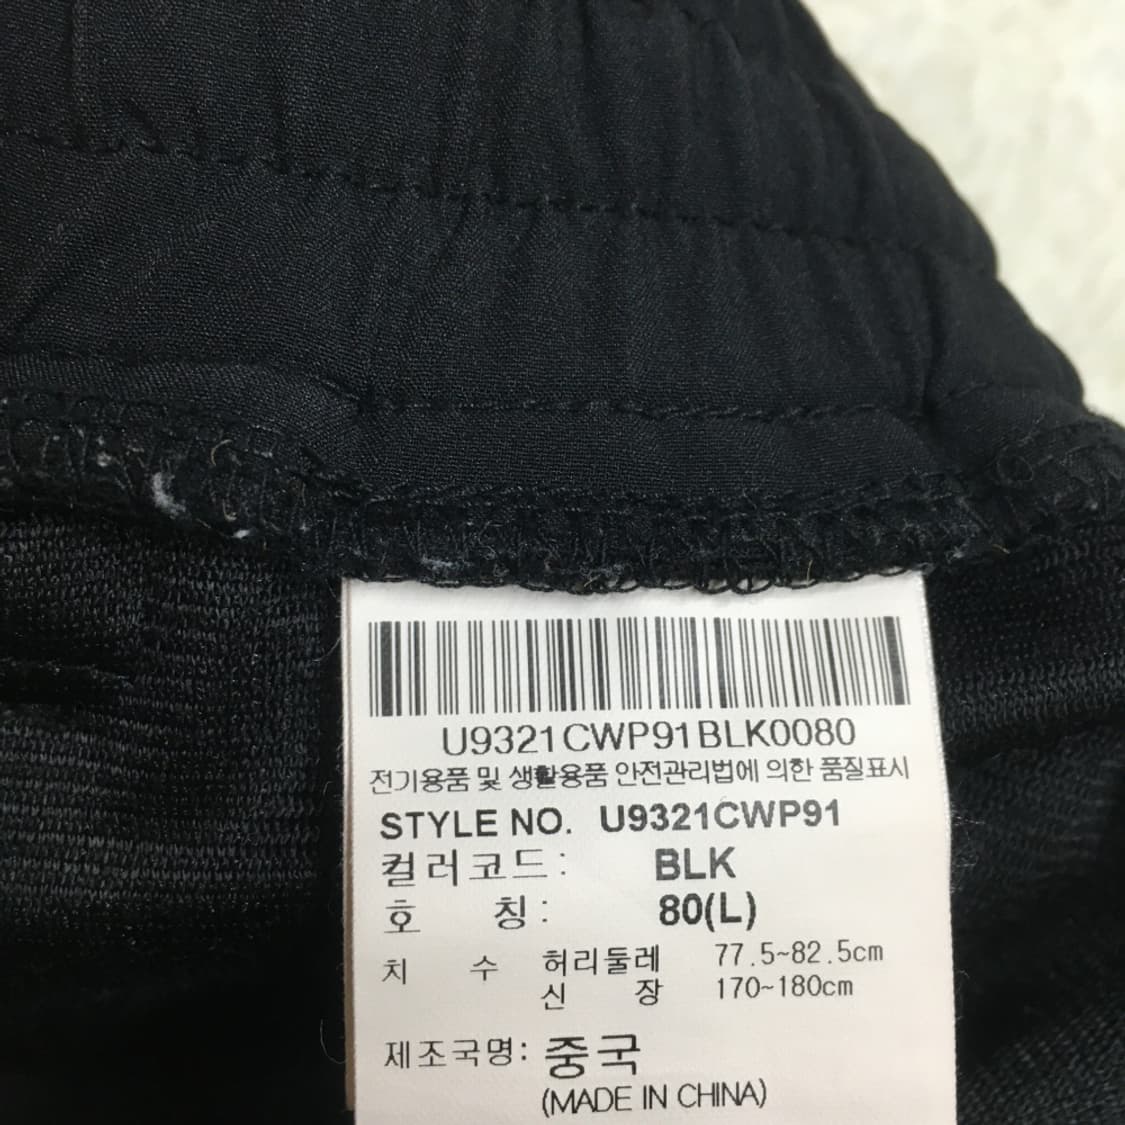 U9321CWP91BLK0080
전기용품 및 생활용품 안전관리법에 의한 품질표시
STYLE NO. U9321CWP91
컬러코드: BLK
호 칭: 80(L)
치 수 허리둘레 77.5~82.5cm
신 장 170~180cm
제조국명: 중국
(MADE IN CHINA)